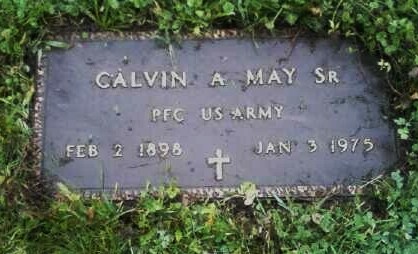 CALVIN A MAY SR
PFC US ARMY
FEB 2 1898 JAN 3 1975